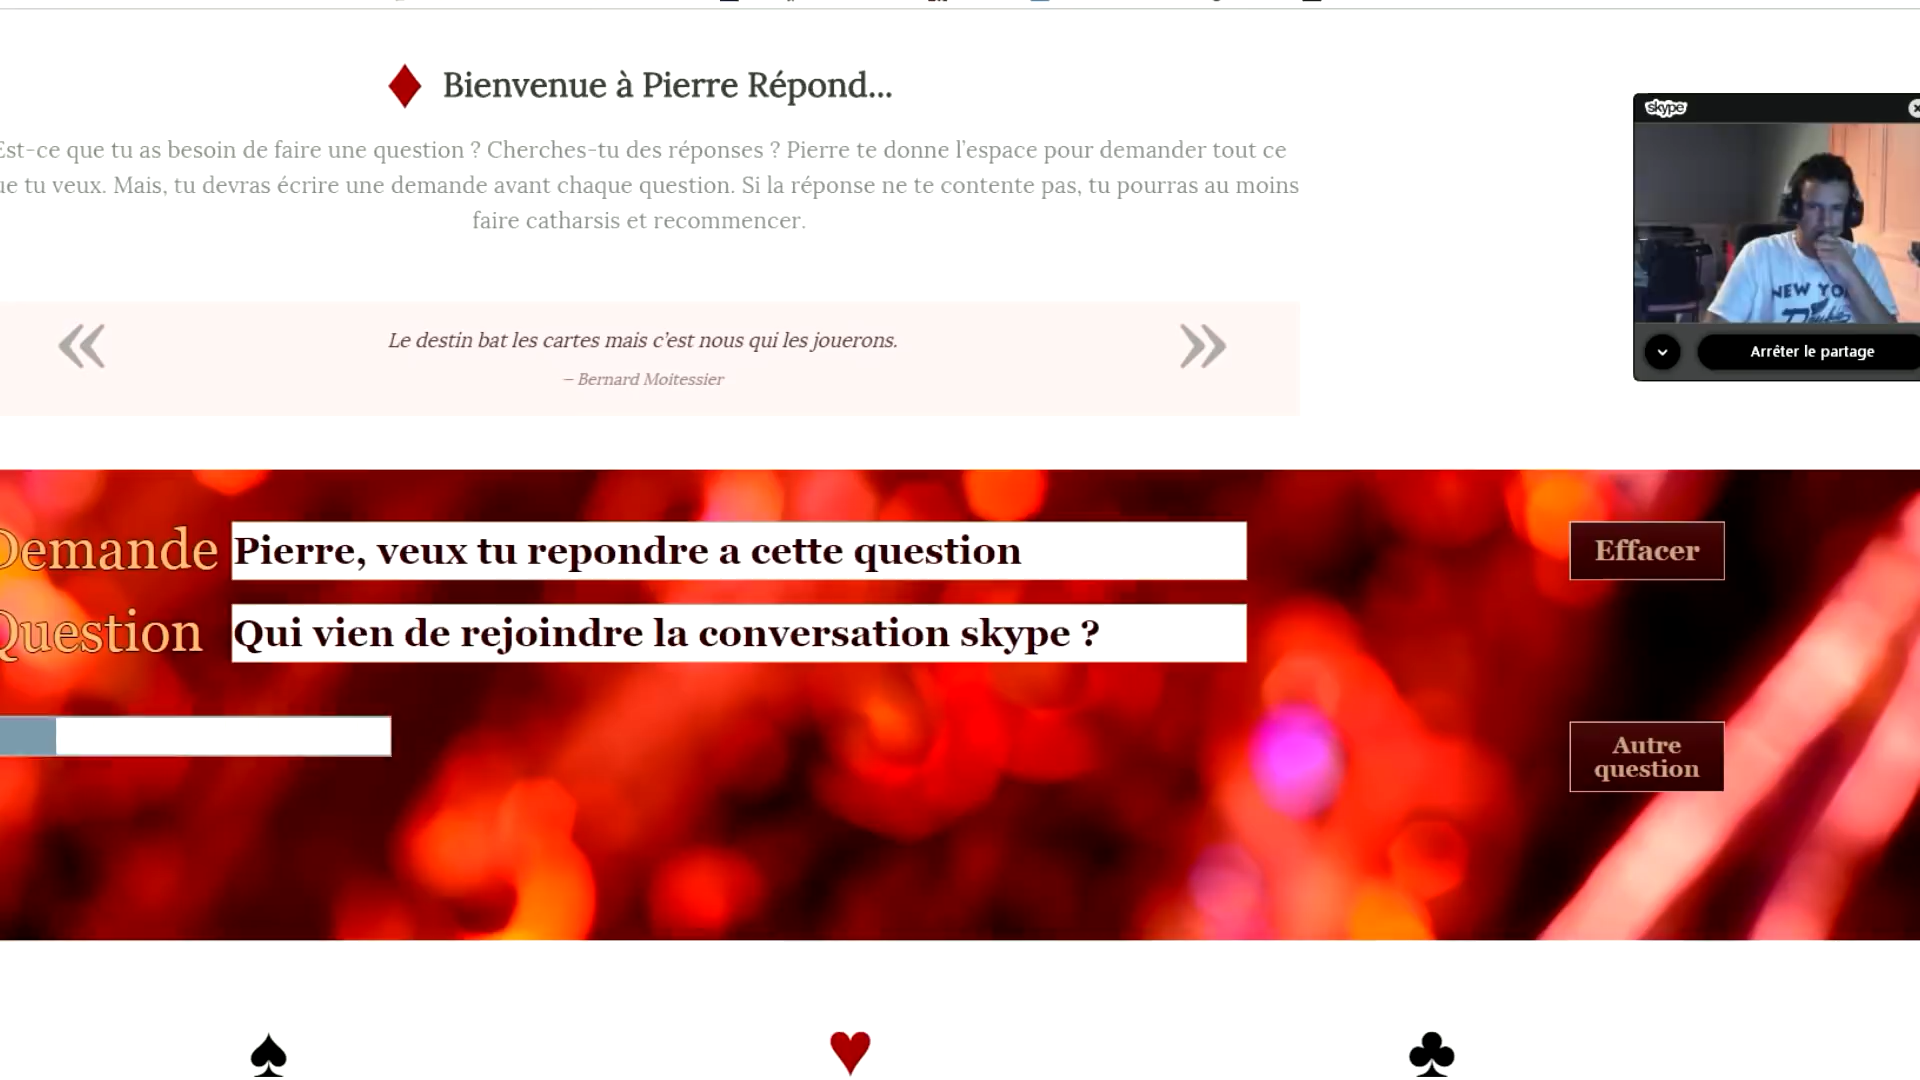 Bienvenue à Pierre Répond...
Est-ce que tu as besoin de faire une question ? Cherches-tu des réponses ? Pierre te donne l'espace pour demander tout ce
tu veux. Mais, tu devras écrire une demande avant chaque question. Si la réponse ne te contente pas, tu pourras au moins
faire catharsis et recommencer.
skype
NEW
« Le destin bat les cartes mais c'est nous qui les jouerons. »
– Bernard Moitessier
Arrêter le partage
Demande Pierre, veux tu repondre a cette question
Effacer
Question Qui vien de rejoindre la conversation skype ?
Autre
question